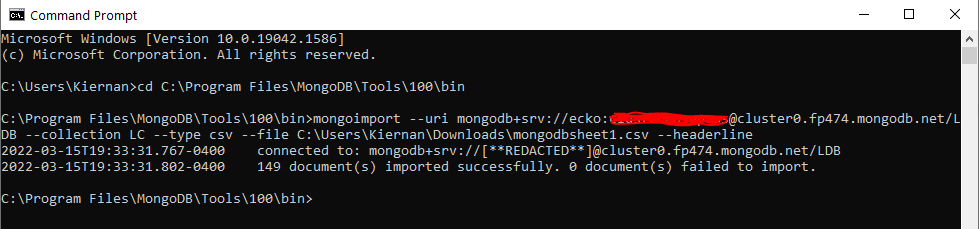 Command Prompt
Microsoft Windows [Version 10.0.19042.1586]
(c) Microsoft Corporation. All rights reserved.
C:\Users\Kiernan>cd C:\Program Files\MongoDB\Tools\100\bin
C:\Program Files\MongoDB\Tools\100\bin>mongoimport --uri mongodb+srv://ecko:@cluster0.fp474.mongodb.net/L
DB --collection LC --type csv --file C:\Users\Kiernan\Downloads\mongodbsheet1.csv --headerline
2022-03-15T19:33:31.767-0400    connected to: mongodb+srv://[**REDACTED**]@cluster0.fp474.mongodb.net/LDB
2022-03-15T19:33:31.802-0400    149 document(s) imported successfully. 0 document(s) failed to import.
C:\Program Files\MongoDB\Tools\100\bin>